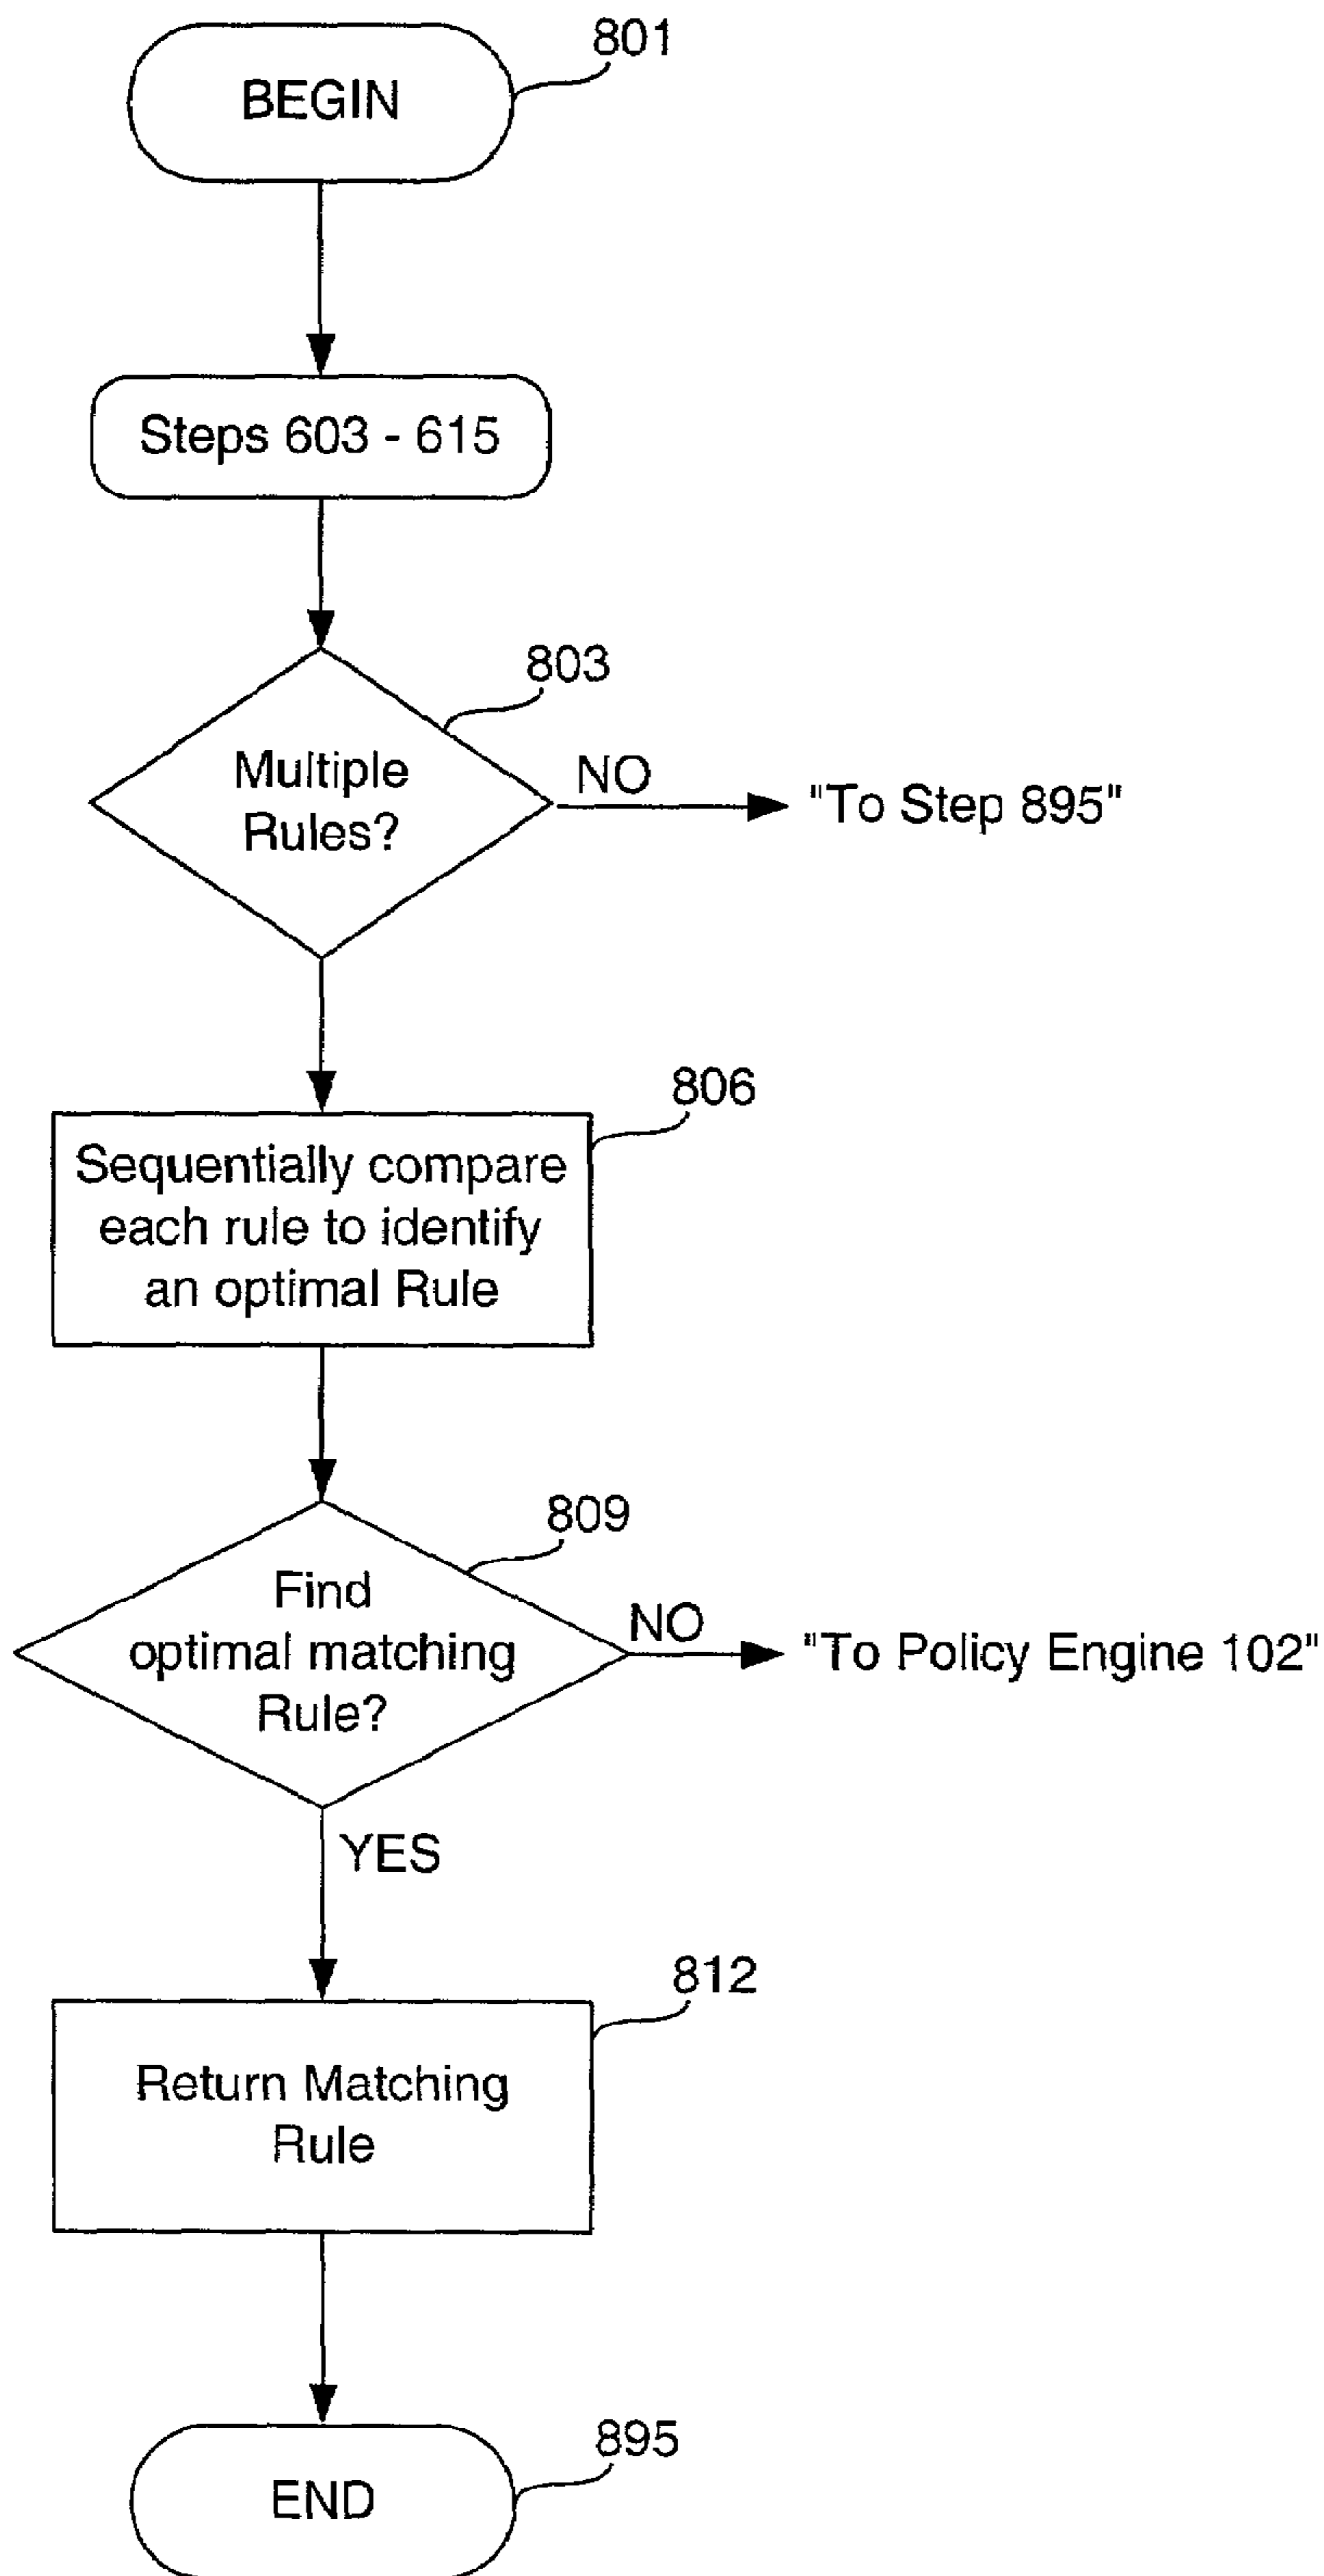 801
BEGIN
Steps 603 - 615
803
Multiple
Rules?
NO
"To Step 895"
806
Sequentially compare
each rule to identify
an optimal Rule
809
Find
optimal matching
Rule?
NO
"To Policy Engine 102"
YES
812
Return Matching
Rule
895
END